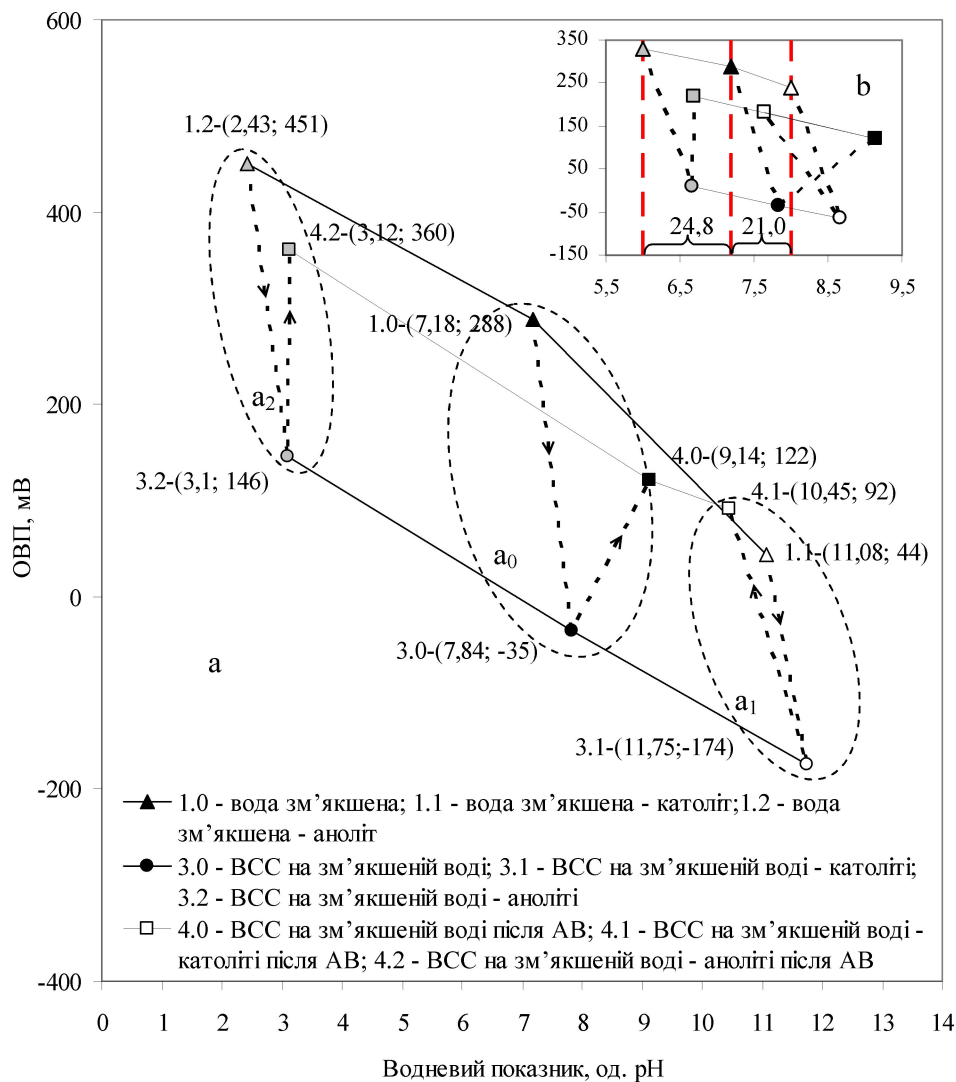 600
400
200
0
-200
-400
ОВП, мВ
1.2-(2,43; 451)
4.2-(3,12; 360)
1.0-(7,18; 288)
a₂
3.2-(3,1; 146)
4.0-(9,14; 122)
4.1-(10,45; 92)
1.1-(11,08; 44)
a₀
3.0-(7,84; -35)
a
a₁
3.1-(11,75;-174)
350
250
150
50
-50
-150
b
24,8
21,0
5,5 6,5 7,5 8,5 9,5
1.0 - вода зм’якшена; 1.1 - вода зм’якшена - католіт;1.2 - вода
зм’якшена - аноліт
3.0 - ВСС на зм’якшеній воді; 3.1 - ВСС на зм’якшеній воді - католіті;
3.2 - ВСС на зм’якшеній воді - аноліті
4.0 - ВСС на зм’якшеній воді після АВ; 4.1 - ВСС на зм’якшеній воді -
католіті після АВ; 4.2 - ВСС на зм’якшеній воді - аноліті після АВ
0 1 2 3 4 5 6 7 8 9 10 11 12 13 14
Водневий показник, од. рН